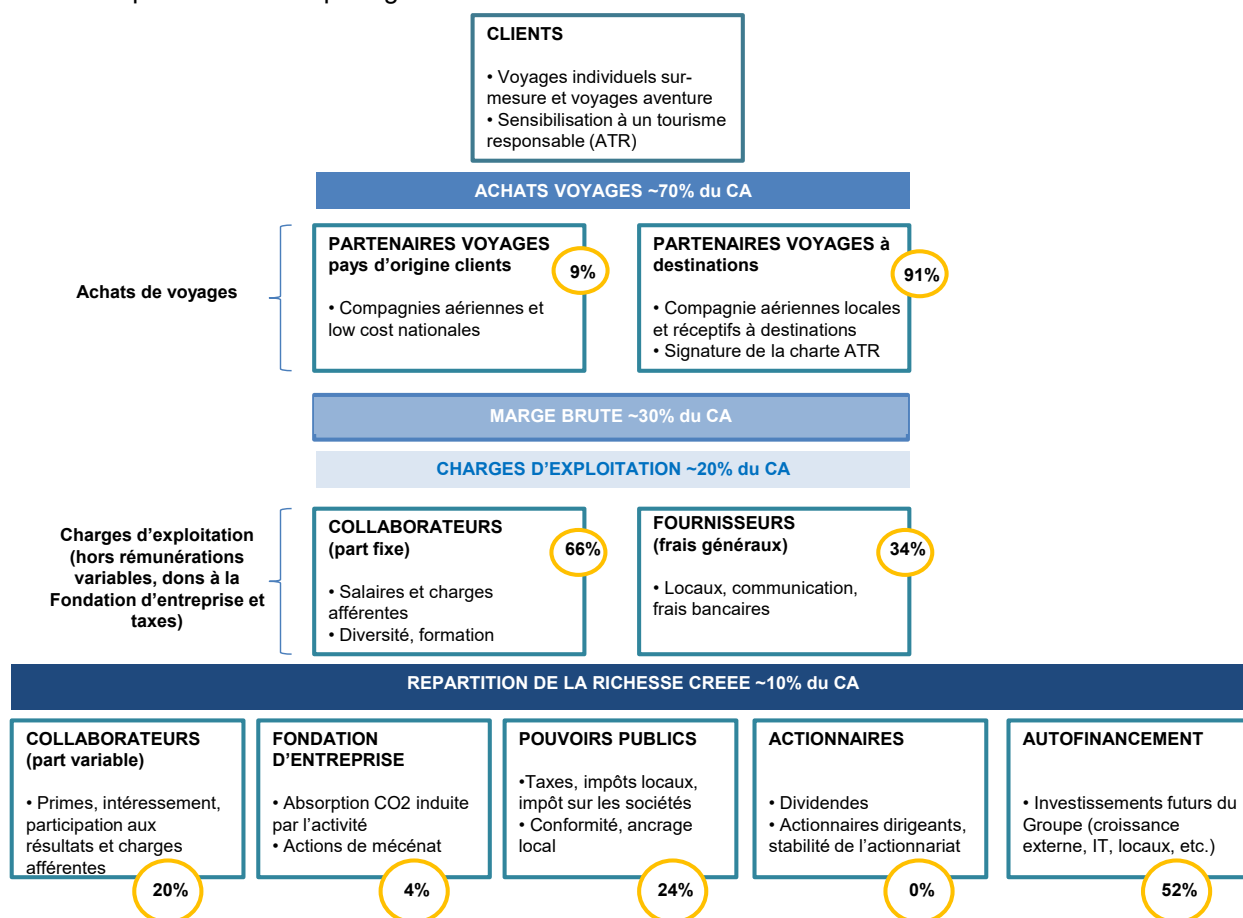 CLIENTS
• Voyages individuels sur-
mesure et voyages aventure
• Sensibilisation à un tourisme
responsable (ATR)
ACHATS VOYAGES ~70% du CA
Achats de voyages
PARTENAIRES VOYAGES
pays d'origine clients
9%
• Compagnies aériennes et
low cost nationales
PARTENAIRES VOYAGES à
destinations
91%
• Compagnie aériennes locales
et réceptifs à destinations
• Signature de la charte ATR
MARGE BRUTE ~30% du CA
CHARGES D'EXPLOITATION ~20% du CA
Charges d'exploitation
(hors rémunérations
variables, dons à la
Fondation d'entreprise et
taxes)
COLLABORATEURS
(part fixe)
66%
• Salaires et charges
afférentes
• Diversité, formation
FOURNISSEURS
(frais généraux)
34%
• Locaux, communication,
frais bancaires
REPARTITION DE LA RICHESSE CREEE ~10% du CA
COLLABORATEURS
(part variable)
• Primes, intéressement,
participation aux
résultats et charges
afférentes
20%
FONDATION
D'ENTREPRISE
• Absorption CO2 induite
par l'activité
• Actions de mécénat
4%
POUVOIRS PUBLICS
•Taxes, impôts locaux,
impôt sur les sociétés
• Conformité, ancrage
local
24%
ACTIONNAIRES
• Dividendes
• Actionnaires dirigeants,
stabilité de l'actionnariat
0%
AUTOFINANCEMENT
• Investissements futurs du
Groupe (croissance
externe, IT, locaux, etc.)
52%